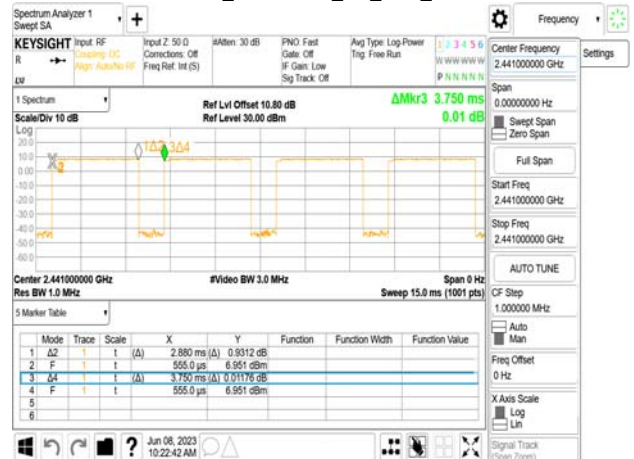 Spectrum Analyzer 1
Swept SA
Frequency
KEYSIGHT Input: RF
R
Coupling: DC
Align: Auto/No RF
Input Z: 50 Ω
Corrections: Off
Freq Ref: Int (S)
#Atten: 30 dB
PNO: Fast
Gate: Off
IF Gain: Low
Sig Track: Off
Avg Type: Log-Power
Trig: Free Run
1 2 3 4 5 6
W W W W W W
P N N N N N
Center Frequency
2.441000000 GHz
Settings
1 Spectrum
Scale/Div 10 dB
Ref Lvl Offset 10.80 dB
Ref Level 30.00 dBm
ΔMkr3 3.750 ms
0.01 dB
Span
0.00000000 Hz
Swept Span
Zero Span
Full Span
Start Freq
2.441000000 GHz
Stop Freq
2.441000000 GHz
AUTO TUNE
Log
20.0
10.0
0.00
-10.0
-20.0
-30.0
-40.0
-50.0
-60.0
1Δ2 3Δ4
Center 2.441000000 GHz
Res BW 1.0 MHz
#Video BW 3.0 MHz
Span 0 Hz
Sweep 15.0 ms (1001 pts)
CF Step
1.000000 MHz
Auto
Man
Freq Offset
0 Hz
X Axis Scale
Log
Lin
Signal Track
(Span Zoom)
5 Marker Table
Mode Trace Scale X Y Function Function Width Function Value
1 Δ2 1 t (Δ) 2.880 ms (Δ) 0.9312 dB
2 F 1 t 555.0 µs 6.951 dBm
3 Δ4 1 t (Δ) 3.750 ms (Δ) 0.01176 dB
4 F 1 t 555.0 µs 6.951 dBm
5
6
Jun 08, 2023
10:22:42 AM